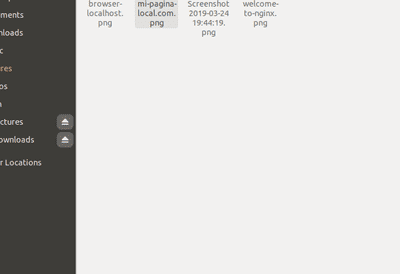 ments
nloads
c
res
os
n
ctures
ownloads
r Locations
browser-
localhost.
png
mi-pagina-
local.com.
png
Screenshot
2019-03-24
19:44:19.
png
welcome-
to-nginx.
png